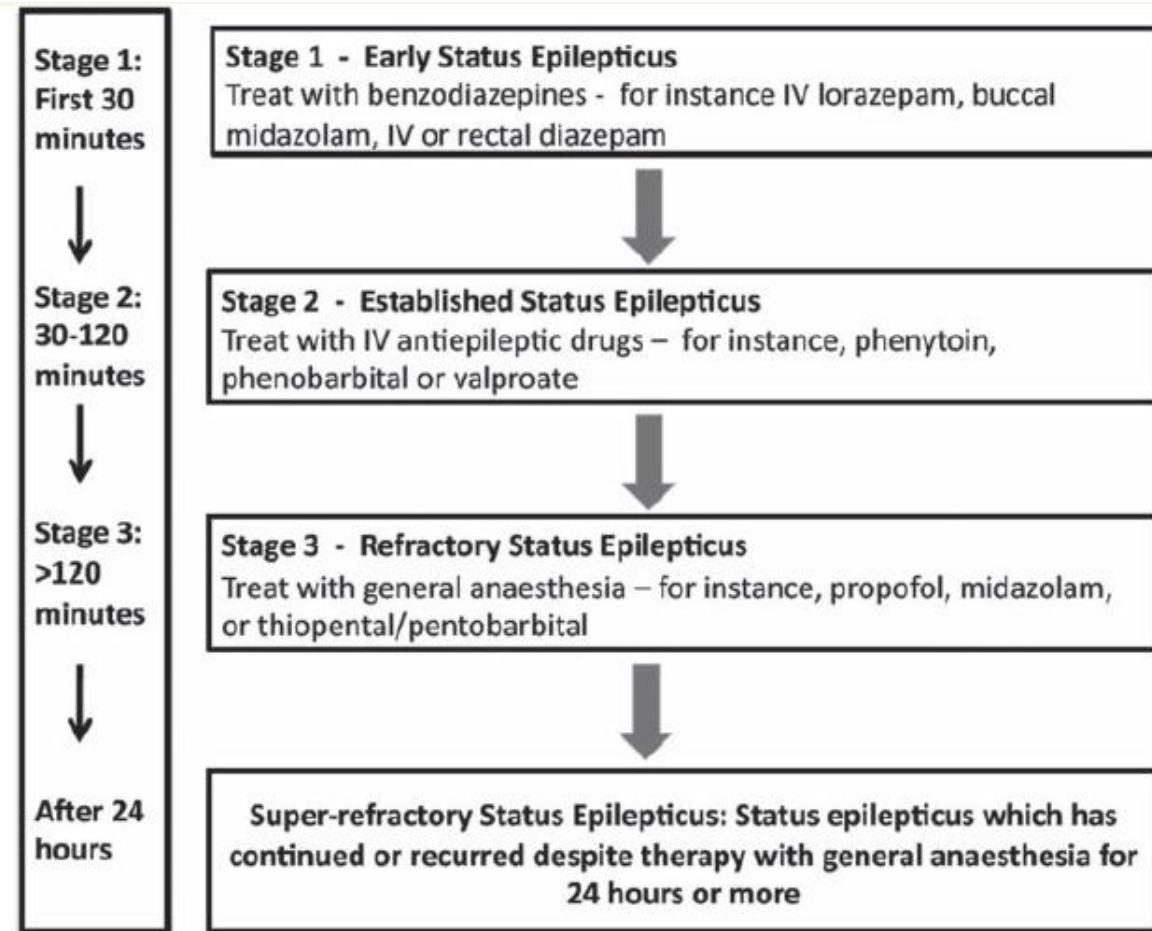 Stage 1:
First 30
minutes
Stage 2:
30-120
minutes
Stage 3:
>120
minutes
After 24
hours
Stage 1 - Early Status Epilepticus
Treat with benzodiazepines - for instance IV lorazepam, buccal
midazolam, IV or rectal diazepam
Stage 2 - Established Status Epilepticus
Treat with IV antiepileptic drugs – for instance, phenytoin,
phenobarbital or valproate
Stage 3 - Refractory Status Epilepticus
Treat with general anaesthesia – for instance, propofol, midazolam,
or thiopental/pentobarbital
Super-refractory Status Epilepticus: Status epilepticus which has
continued or recurred despite therapy with general anaesthesia for
24 hours or more